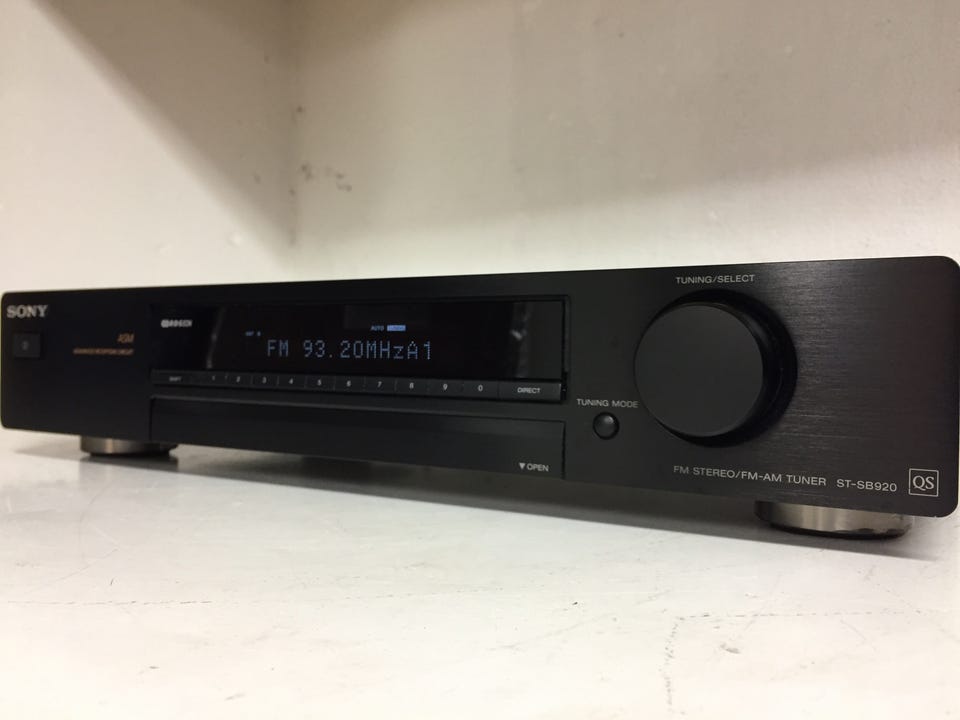 SONY
TUNING/SELECT
AUTO TUNED
FM 93.20MHzA1
SHIFT 1 2 3 4 5 6 7 8 9 0 DIRECT
TUNING MODE
▼OPEN
FM STEREO/FM-AM TUNER ST-SB920 QS